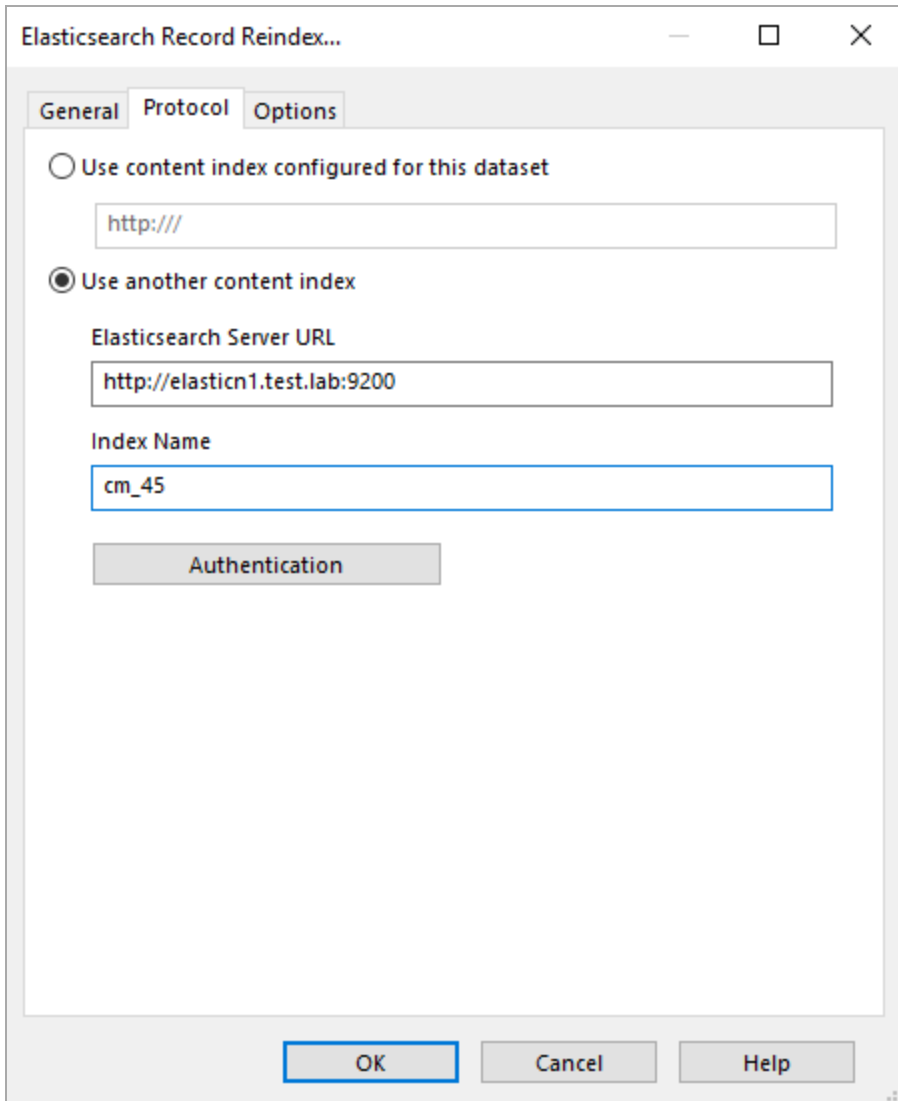 Elasticsearch Record Reindex...
General Protocol Options
Use content index configured for this dataset
http:///
Use another content index
Elasticsearch Server URL
http://elasticn1.test.lab:9200
Index Name
cm_45
Authentication
OK Cancel Help